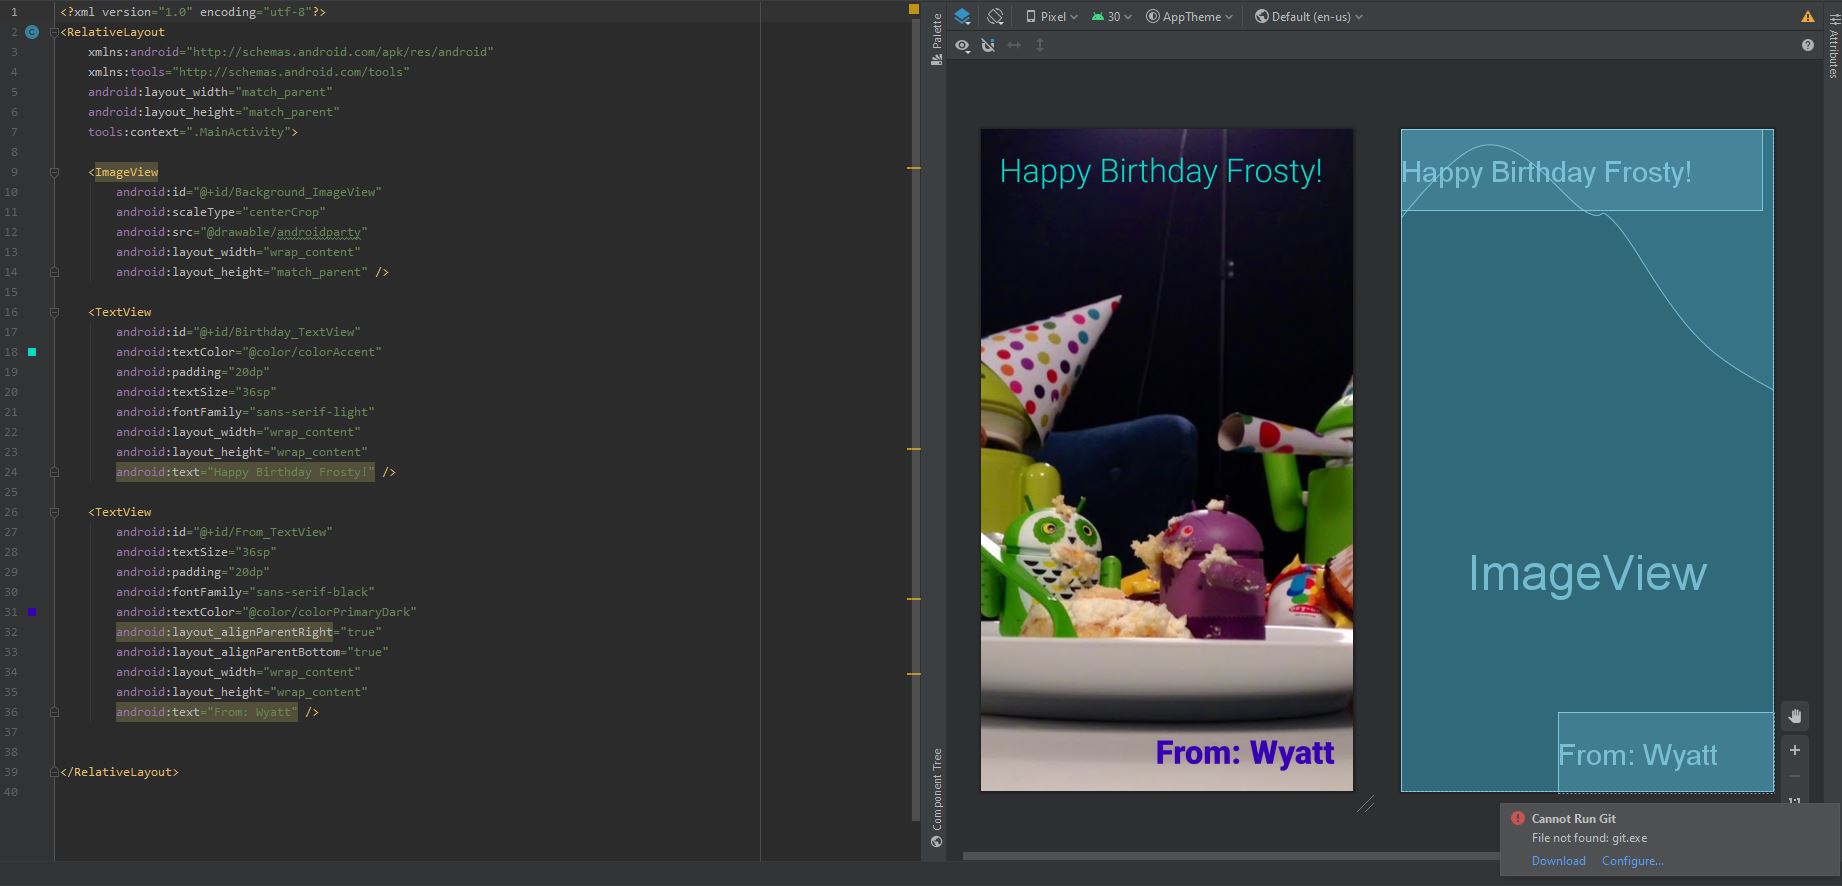 1 <?xml version="1.0" encoding="utf-8"?>
2 <RelativeLayout
3 xmlns:android="http://schemas.android.com/apk/res/android"
4 xmlns:tools="http://schemas.android.com/tools"
5 android:layout_width="match_parent"
6 android:layout_height="match_parent"
7 tools:context=".MainActivity">
8
9 <ImageView
10 android:id="@+id/Background_ImageView"
11 android:scaleType="centerCrop"
12 android:src="@drawable/androidparty"
13 android:layout_width="wrap_content"
14 android:layout_height="match_parent" />
15
16 <TextView
17 android:id="@+id/Birthday_TextView"
18 android:textColor="@color/colorAccent"
19 android:padding="20dp"
20 android:textSize="36sp"
21 android:fontFamily="sans-serif-light"
22 android:layout_width="wrap_content"
23 android:layout_height="wrap_content"
24 android:text="Happy Birthday Frosty!" />
25
26 <TextView
27 android:id="@+id/From_TextView"
28 android:textSize="36sp"
29 android:padding="20dp"
30 android:fontFamily="sans-serif-black"
31 android:textColor="@color/colorPrimaryDark"
32 android:layout_alignParentRight="true"
33 android:layout_alignParentBottom="true"
34 android:layout_width="wrap_content"
35 android:layout_height="wrap_content"
36 android:text="From: Wyatt" />
37
38
39 </RelativeLayout>
40
Palette
Component Tree
Pixel 30 AppTheme Default (en-us)
Attributes
Happy Birthday Frosty!
From: Wyatt
Happy Birthday Frosty!
ImageView
From: Wyatt
1:1
Cannot Run Git
File not found: git.exe
Download Configure...